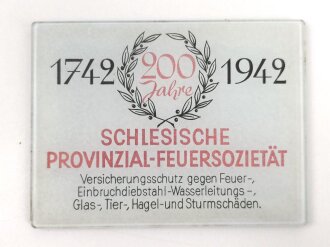 1742 200 1942
Jahre
SCHLESISCHE
PROVINZIAL-FEUERSOZIETÄT
Versicherungsschutz gegen Feuer-,
Einbruchdiebstahl-Wasserleitungs-,
Glas-, Tier-, Hagel-und Sturmschäden.